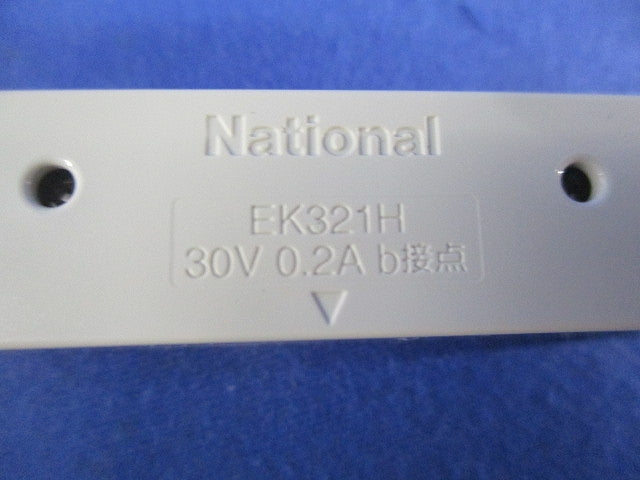 National
EK321H
30V 0.2A b接点